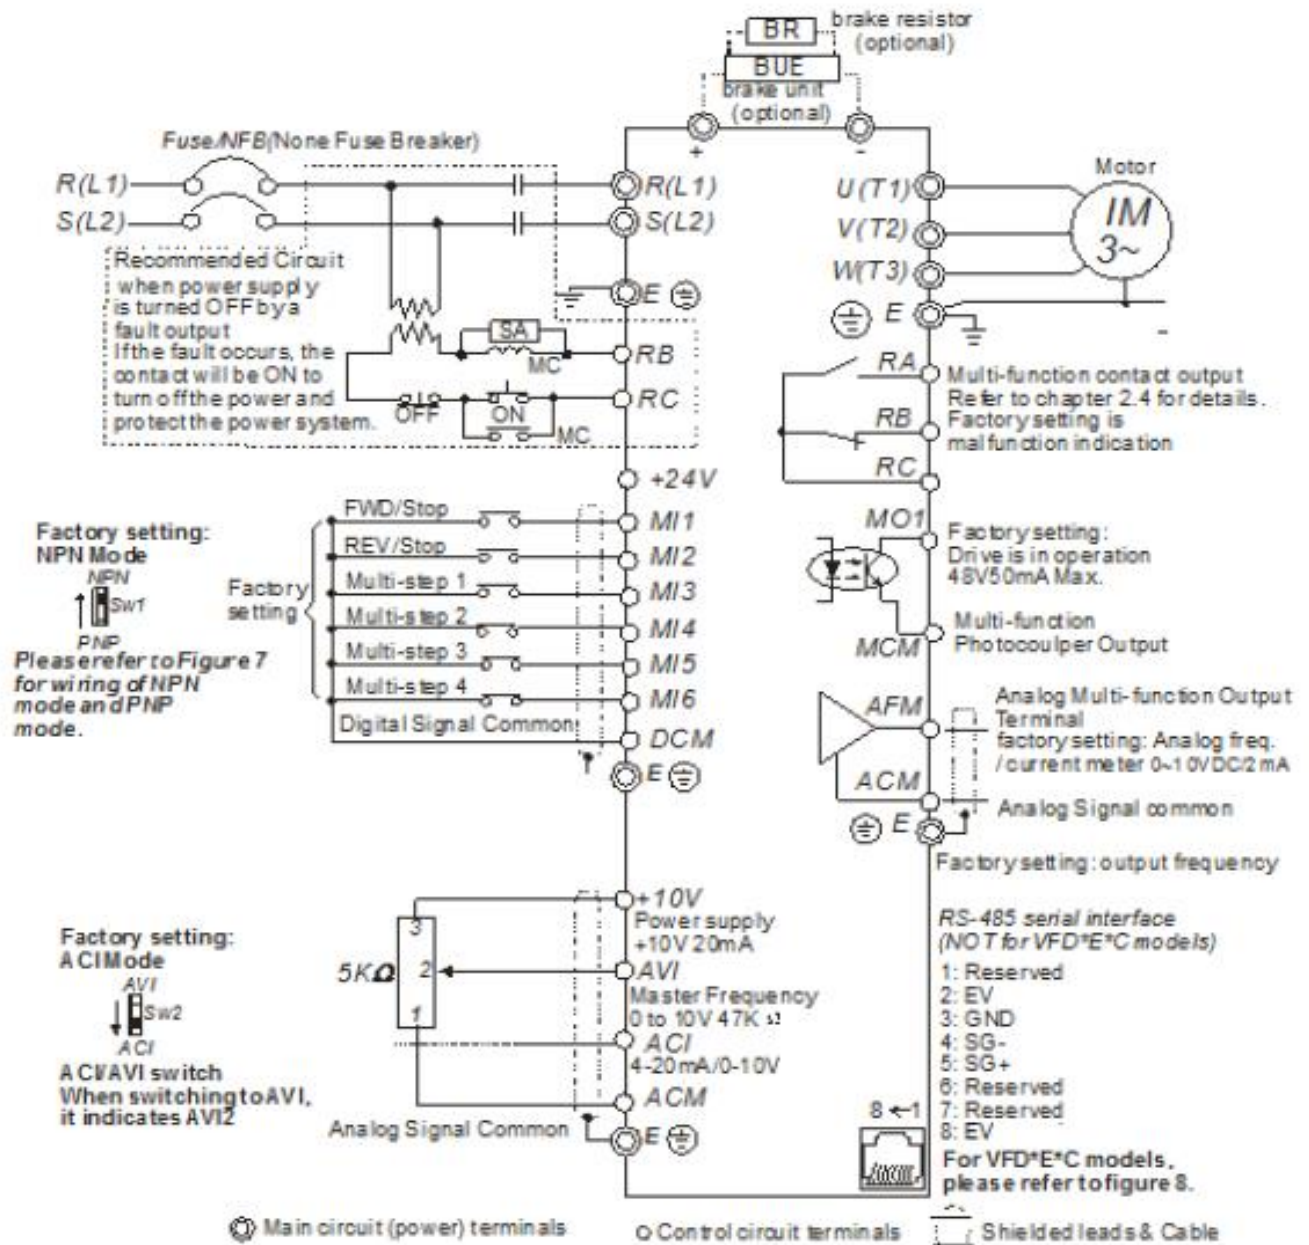 BR
brake resistor
(optional)
BUE
brake unit
(optional)
+
-
Fuse/NFB(None Fuse Breaker)
R(L1)
S(L2)
R(L1)
S(L2)
E
Recommended Circuit
when power supply
is turned OFF by a
fault output
If the fault occurs, the
contact will be ON to
turn off the power and
protect the power system.
SA
MC
OFF
ON
MC
RB
RC
Motor
IM
3~
U(T1)
V(T2)
W(T3)
E
-
RA
RB
RC
Multi-function contact output
Refer to chapter 2.4 for details.
Factory setting is
malfunction indication
+24V
Factory setting:
NPN Mode
NPN
Sw1
PNP
Please refer to Figure 7
for wiring of NPN
mode and PNP
mode.
Factory
setting
FWD/Stop
REV/Stop
Multi-step 1
Multi-step 2
Multi-step 3
Multi-step 4
Digital Signal Common
MI1
MI2
MI3
MI4
MI5
MI6
DCM
E
MO1
Factory setting:
Drive is in operation
48V50mA Max.
Multi-function
Photocoulper Output
MCM
AFM
Analog Multi-function Output
Terminal
factory setting: Analog freq.
/ current meter 0~10VDC/2mA
ACM
Analog Signal common
E
Factory setting: output frequency
Factory setting:
ACI Mode
AVI
Sw2
ACI
ACI/AVI switch
When switching to AVI,
it indicates AVI2
5KΩ
3
2
1
+10V
Power supply
+10V 20mA
AVI
Master Frequency
0 to 10V 47K Ω
ACI
4-20mA/0-10V
ACM
Analog Signal Common
E
RS-485 serial interface
(NOT for VFD*E*C models)
1: Reserved
2: EV
3: GND
4: SG-
5: SG+
6: Reserved
7: Reserved
8: EV
8←1
For VFD*E*C models,
please refer to figure 8.
Main circuit (power) terminals
Control circuit terminals
Shielded leads & Cable